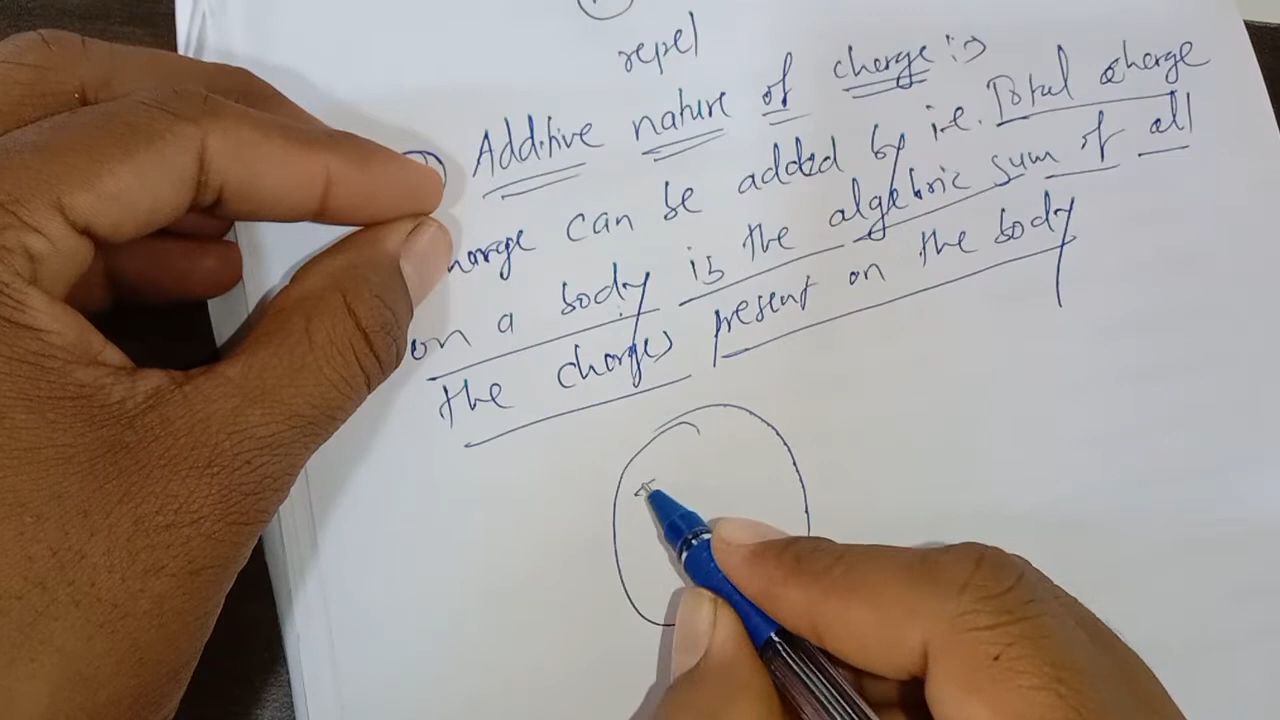 repel
Additive nature of charge :-
charge can be added by i.e. Total charge
on a body is the algebric sum of all
the charges present on the body